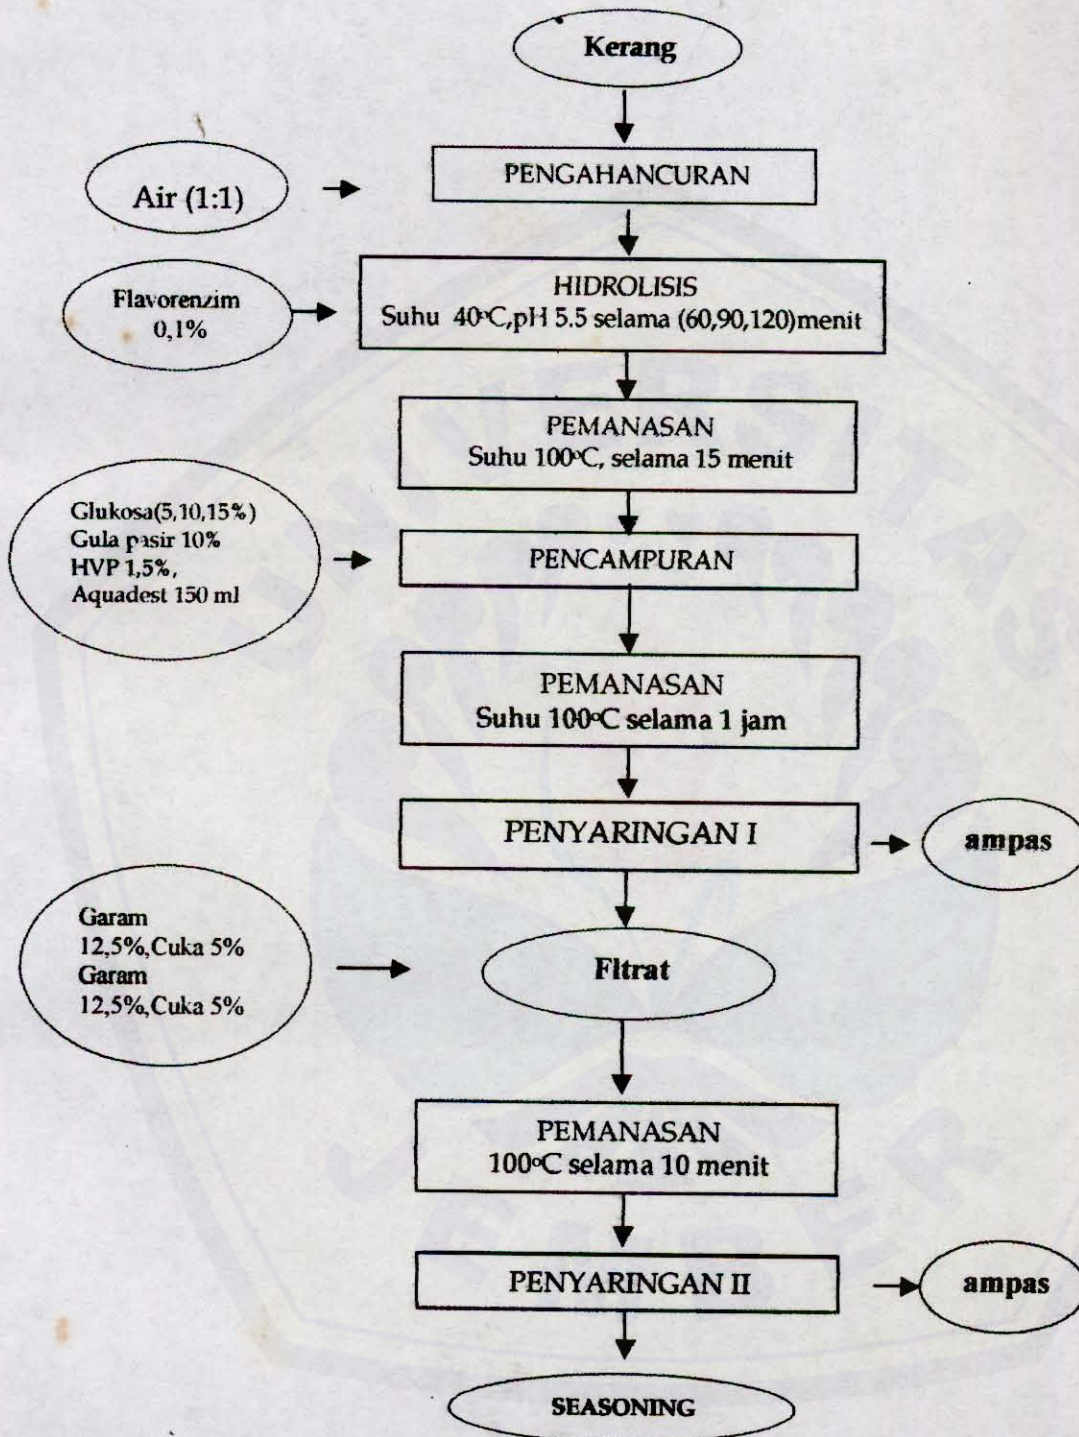 Kerang
Air (1:1)
PENGAHANCURAN
Flavorenzim
0,1%
HIDROLISIS
Suhu 40°C,pH 5.5 selama (60,90,120)menit
PEMANASAN
Suhu 100°C, selama 15 menit
Glukosa(5,10,15%)
Gula pasir 10%
HVP 1,5%,
Aquadest 150 ml
PENCAMPURAN
PEMANASAN
Suhu 100°C selama 1 jam
PENYARINGAN I
ampas
Garam
12,5%,Cuka 5%
Garam
12,5%,Cuka 5%
Fltrat
PEMANASAN
100°C selama 10 menit
PENYARINGAN II
ampas
SEASONING
UNIVERSITAS
JEMBER